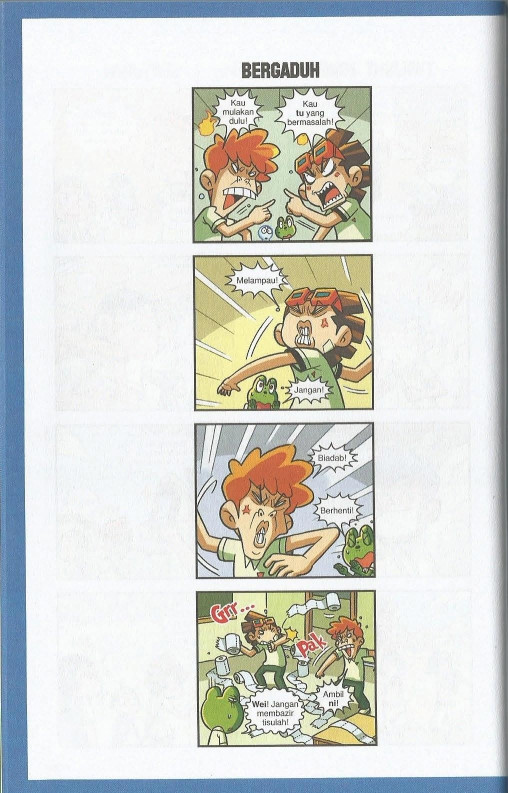 BERGADUH
Kau
mulakan
dulu!
Kau
tu yang
bermasalah!
Melampau!
Jangan!
Biadab!
Berhenti!
Grr...
Pak
Wei! Jangan
membazir
tisulah!
Ambil
ni!